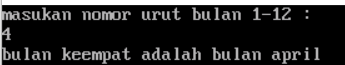 masukan nomor urut bulan 1-12 :
4
bulan keempat adalah bulan april